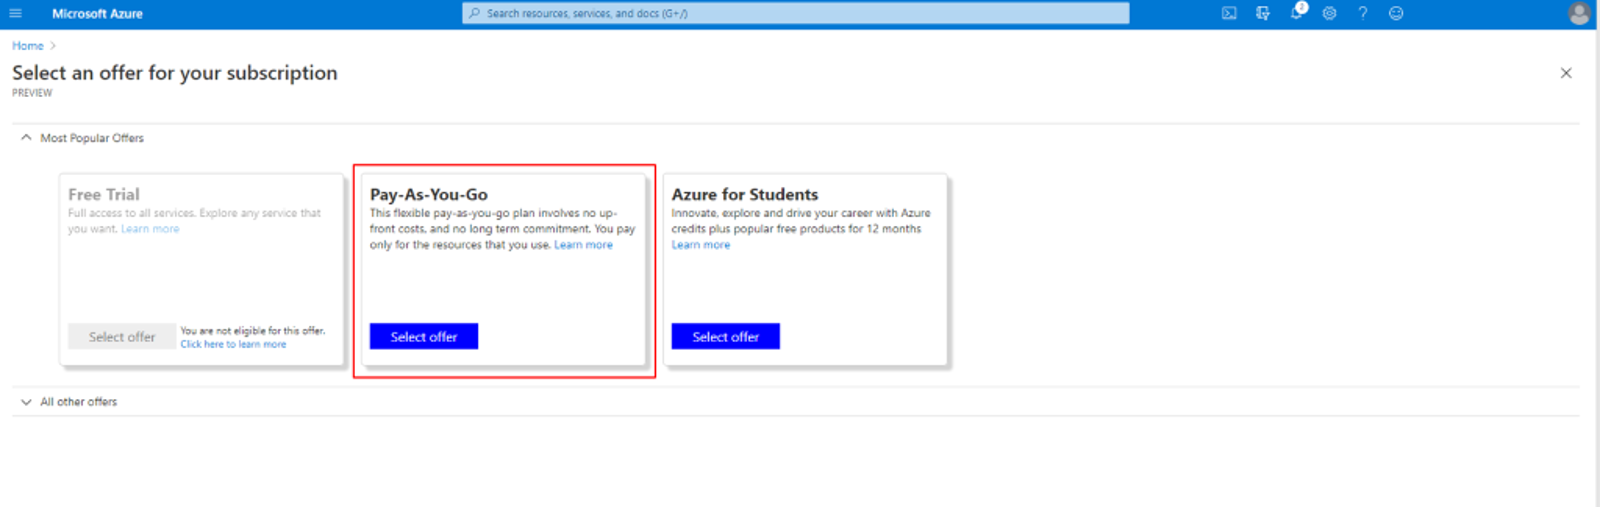 Microsoft Azure
Search resources, services, and docs (G+/)
2
Home
Select an offer for your subscription
PREVIEW
Most Popular Offers
Free Trial
Full access to all services. Explore any service that
you want. Learn more
Select offer
You are not eligible for this offer.
Click here to learn more
Pay-As-You-Go
This flexible pay-as-you-go plan involves no up-
front costs, and no long term commitment. You pay
only for the resources that you use. Learn more
Select offer
Azure for Students
Innovate, explore and drive your career with Azure
credits plus popular free products for 12 months
Learn more
Select offer
All other offers